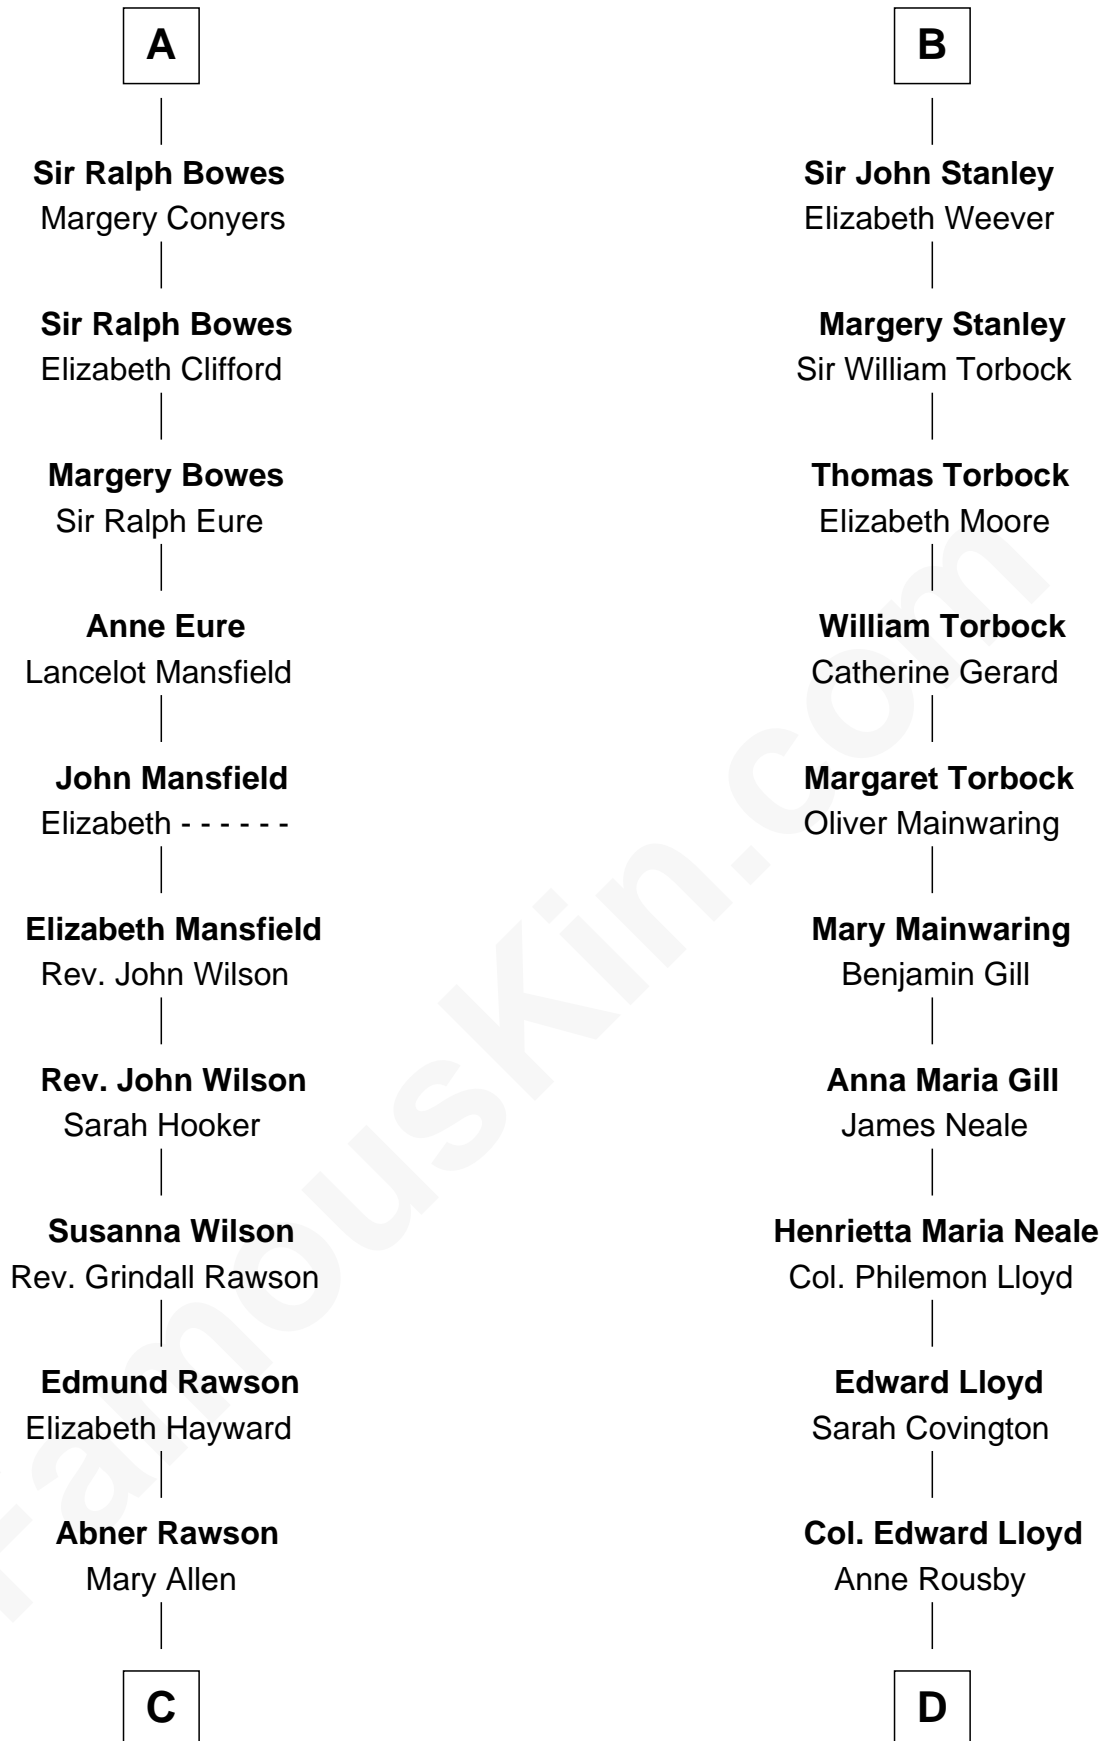 A
Sir Ralph Bowes
Margery Conyers
Sir Ralph Bowes
Elizabeth Clifford
Margery Bowes
Sir Ralph Eure
Anne Eure
Lancelot Mansfield
John Mansfield
Elizabeth - - - - - -
Elizabeth Mansfield
Rev. John Wilson
Rev. John Wilson
Sarah Hooker
Susanna Wilson
Rev. Grindall Rawson
Edmund Rawson
Elizabeth Hayward
Abner Rawson
Mary Allen
C
B
Sir John Stanley
Elizabeth Weever
Margery Stanley
Sir William Torbock
Thomas Torbock
Elizabeth Moore
William Torbock
Catherine Gerard
Margaret Torbock
Oliver Mainwaring
Mary Mainwaring
Benjamin Gill
Anna Maria Gill
James Neale
Henrietta Maria Neale
Col. Philemon Lloyd
Edward Lloyd
Sarah Covington
Col. Edward Lloyd
Anne Rousby
D
FamousKin.com